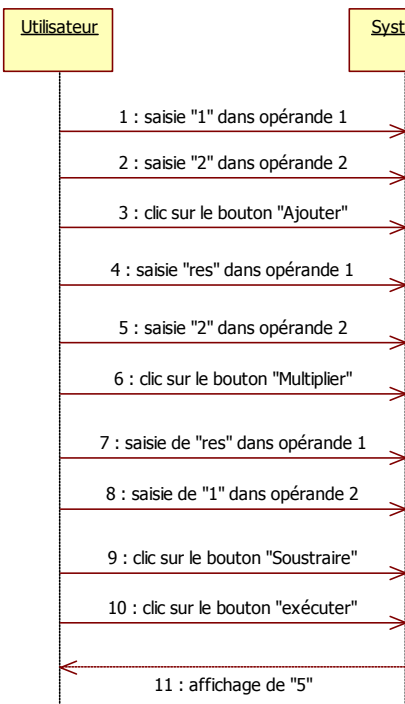 Utilisateur
Syst
1 : saisie "1" dans opérande 1
2 : saisie "2" dans opérande 2
3 : clic sur le bouton "Ajouter"
4 : saisie "res" dans opérande 1
5 : saisie "2" dans opérande 2
6 : clic sur le bouton "Multiplier"
7 : saisie de "res" dans opérande 1
8 : saisie de "1" dans opérande 2
9 : clic sur le bouton "Soustraire"
10 : clic sur le bouton "exécuter"
11 : affichage de "5"